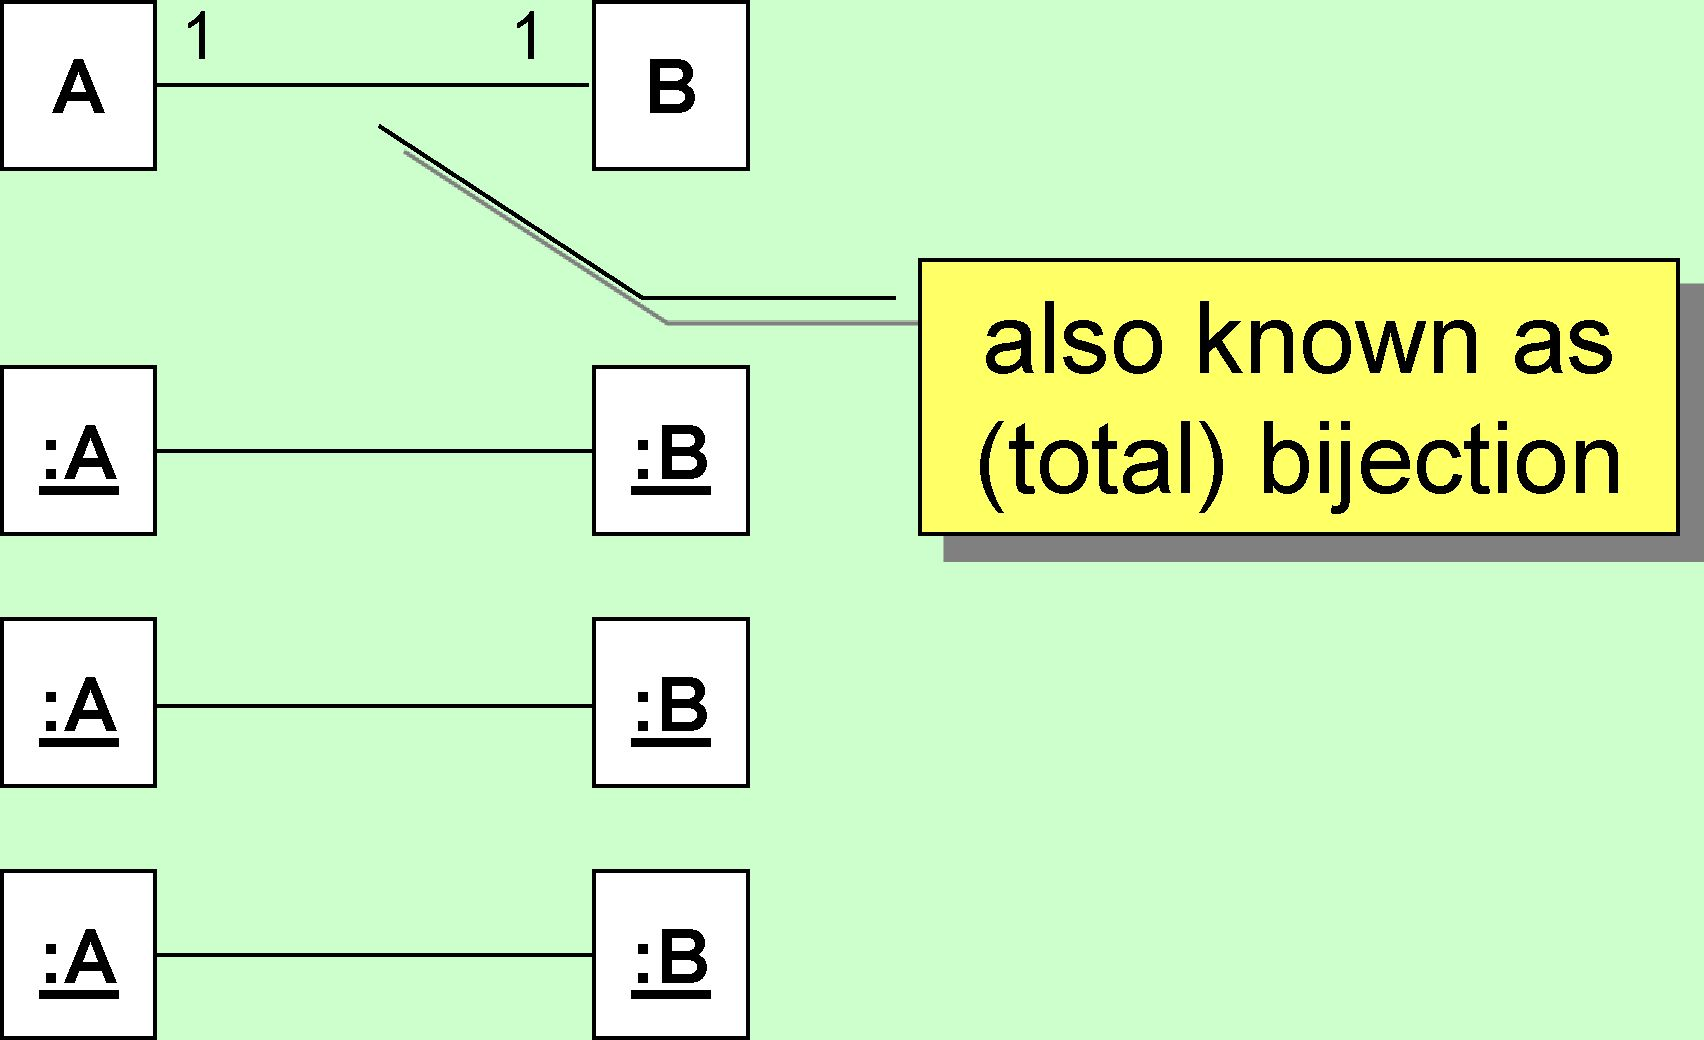 1 1
A B
also known as
(total) bijection
:A :B
:A :B
:A :B